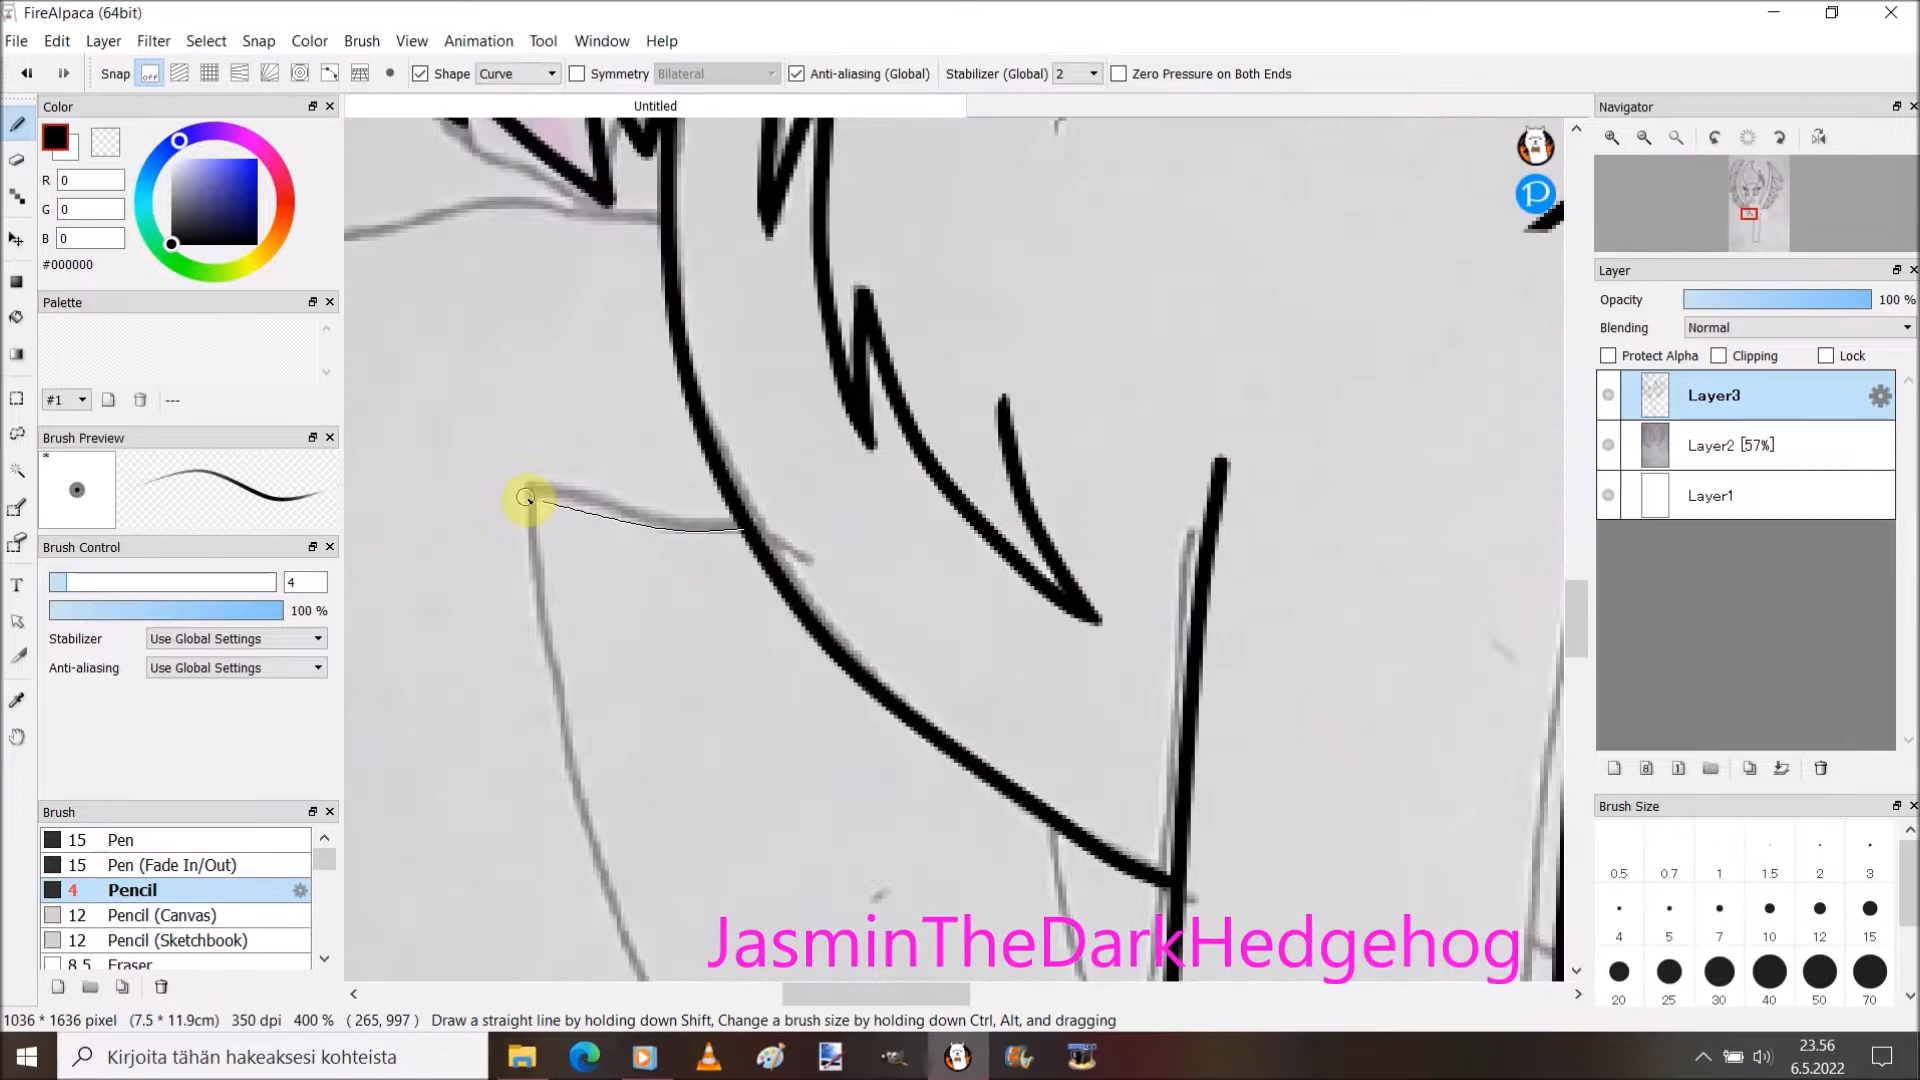 FireAlpaca (64bit)
File Edit Layer Filter Select Snap Color Brush View Animation Tool Window Help
Snap off Shape Curve Symmetry Bilateral Anti-aliasing (Global) Stabilizer (Global) 2 Zero Pressure on Both Ends
Color
Untitled
Navigator
R 0
G 0
B 0
#000000
P
Layer
Opacity 100 %
Blending Normal
Protect Alpha Clipping Lock
Layer3
Layer2 [57%]
Layer1
Palette
#1 ---
Brush Preview
*
Brush Control
4
100 %
Stabilizer Use Global Settings
Anti-aliasing Use Global Settings
Brush
15 Pen
15 Pen (Fade In/Out)
4 Pencil
12 Pencil (Canvas)
12 Pencil (Sketchbook)
8.5 Eraser
Brush Size
0.5 0.7 1 1.5 2 3
4 5 7 10 12 15
20 25 30 40 50 70
JasminTheDarkHedgehog
1036 * 1636 pixel (7.5 * 11.9cm) 350 dpi 400 % ( 265, 997 ) Draw a straight line by holding down Shift, Change a brush size by holding down Ctrl, Alt, and dragging
Kirjoita tähän hakeaksesi kohteista
23.56
6.5.2022